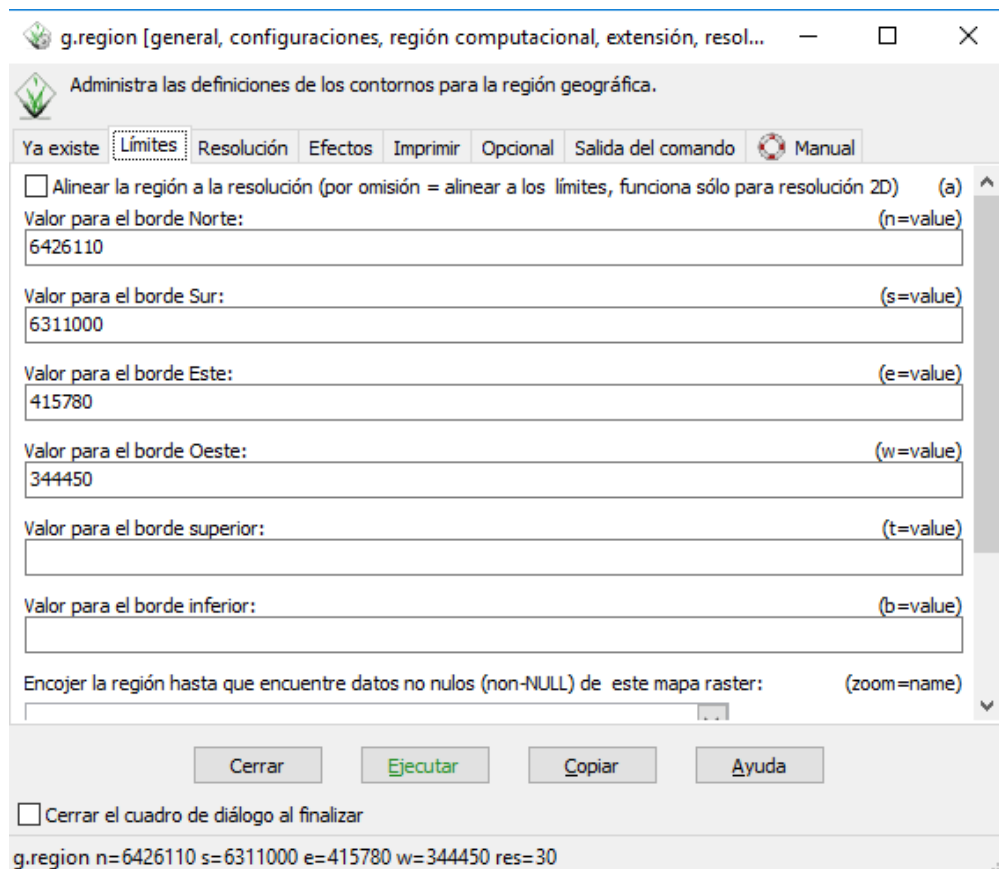 g.region [general, configuraciones, región computacional, extensión, resol...
Administra las definiciones de los contornos para la región geográfica.
Ya existe Límites Resolución Efectos Imprimir Opcional Salida del comando Manual
Alinear la región a la resolución (por omisión = alinear a los límites, funciona sólo para resolución 2D) (a)
Valor para el borde Norte: (n=value)
6426110
Valor para el borde Sur: (s=value)
6311000
Valor para el borde Este: (e=value)
415780
Valor para el borde Oeste: (w=value)
344450
Valor para el borde superior: (t=value)
Valor para el borde inferior: (b=value)
Encojer la región hasta que encuentre datos no nulos (non-NULL) de este mapa raster: (zoom=name)
Cerrar Ejecutar Copiar Ayuda
Cerrar el cuadro de diálogo al finalizar
g.region n=6426110 s=6311000 e=415780 w=344450 res=30